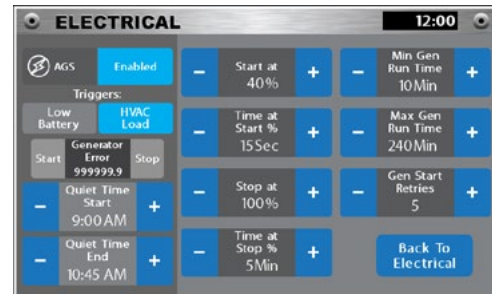 ELECTRICAL
12:00
AGS
Enabled
Triggers:
Low
Battery
HVAC
Load
Start
Generator
Error
999999.9
Stop
−
Quiet Time
Start
9:00 AM
+
−
Quiet Time
End
10:45 AM
+
−
Start at
40%
+
−
Time at
Start %
15Sec
+
−
Stop at
100%
+
−
Time at
Stop %
5Min
+
−
Min Gen
Run Time
10Min
+
−
Max Gen
Run Time
240Min
+
−
Gen Start
Retries
5
+
Back To
Electrical